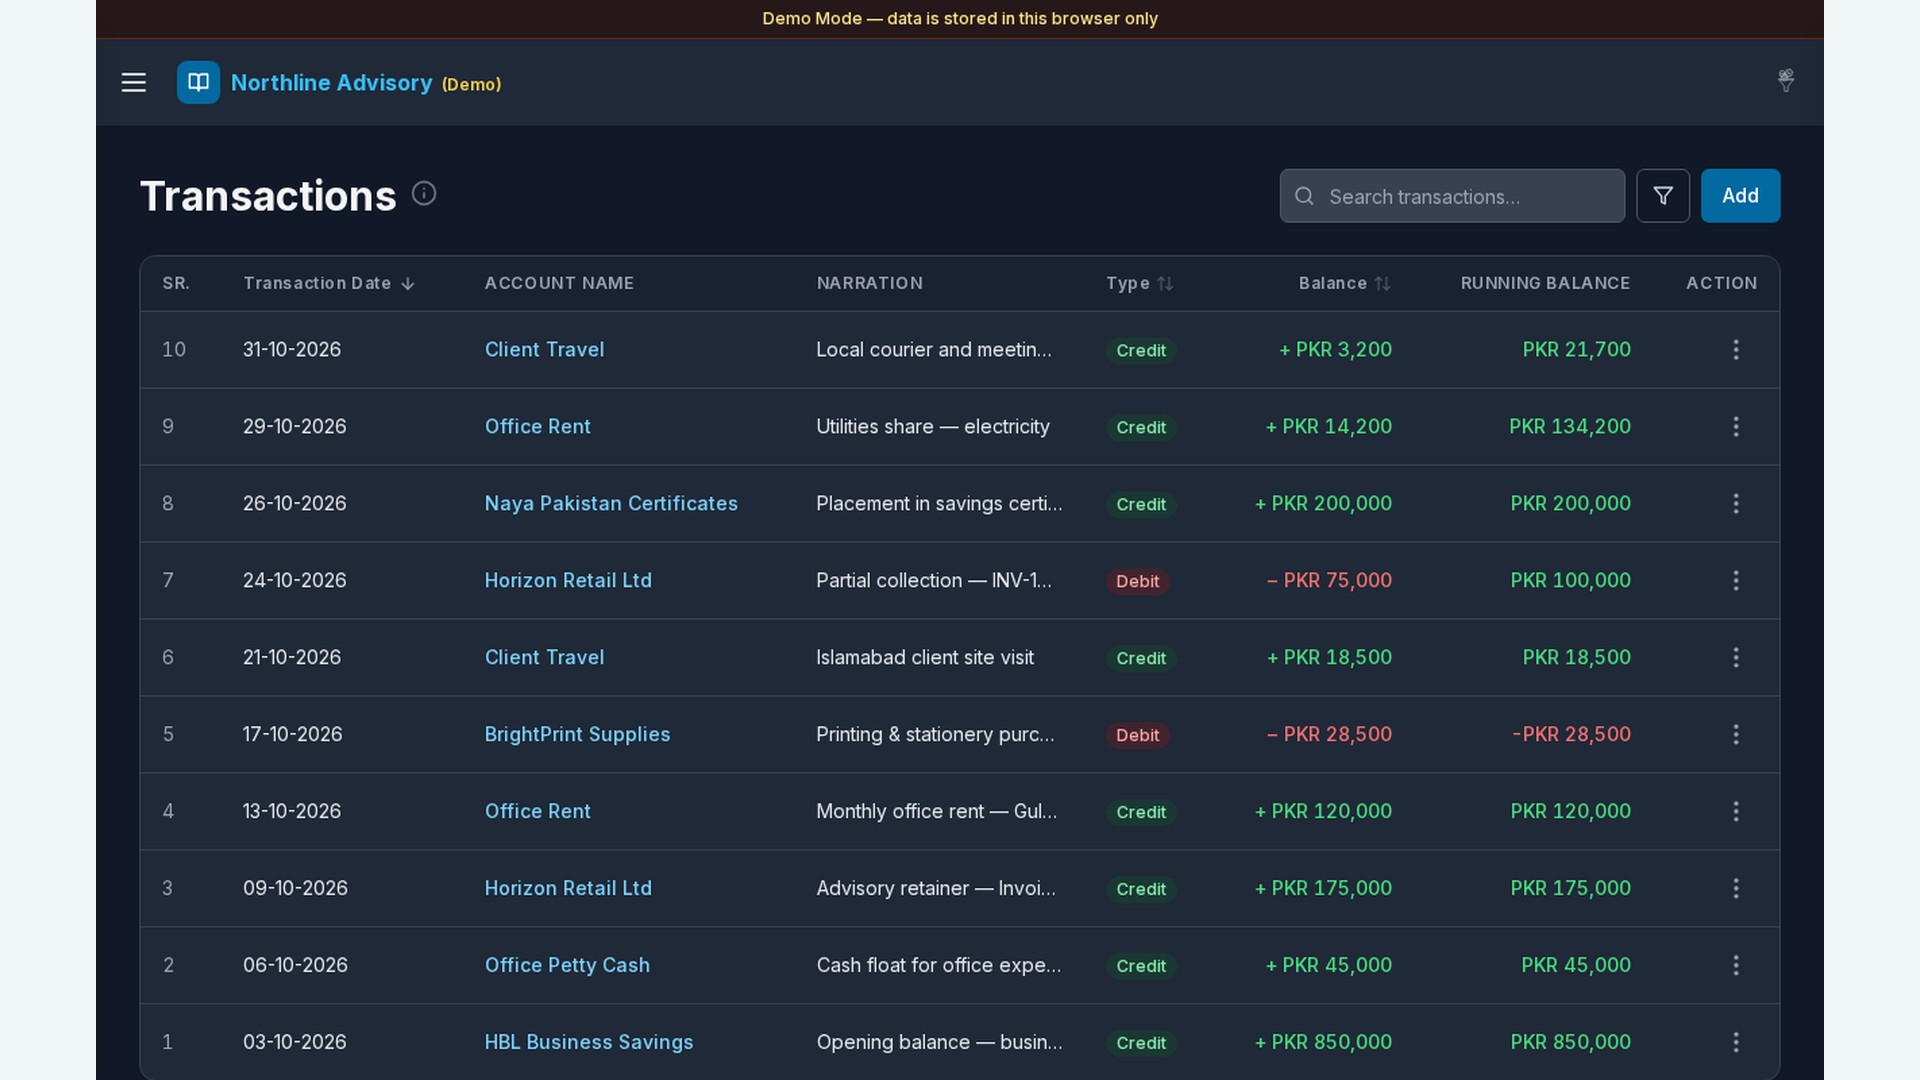 Demo Mode — data is stored in this browser only
Northline Advisory (Demo)
Transactions
Search transactions...
Add
SR. Transaction Date ACCOUNT NAME NARRATION Type Balance RUNNING BALANCE ACTION
10 31-10-2026 Client Travel Local courier and meetin... Credit + PKR 3,200 PKR 21,700
9 29-10-2026 Office Rent Utilities share — electricity Credit + PKR 14,200 PKR 134,200
8 26-10-2026 Naya Pakistan Certificates Placement in savings certi... Credit + PKR 200,000 PKR 200,000
7 24-10-2026 Horizon Retail Ltd Partial collection — INV-1... Debit – PKR 75,000 PKR 100,000
6 21-10-2026 Client Travel Islamabad client site visit Credit + PKR 18,500 PKR 18,500
5 17-10-2026 BrightPrint Supplies Printing & stationery purc... Debit – PKR 28,500 -PKR 28,500
4 13-10-2026 Office Rent Monthly office rent — Gul... Credit + PKR 120,000 PKR 120,000
3 09-10-2026 Horizon Retail Ltd Advisory retainer — Invoi... Credit + PKR 175,000 PKR 175,000
2 06-10-2026 Office Petty Cash Cash float for office expe... Credit + PKR 45,000 PKR 45,000
1 03-10-2026 HBL Business Savings Opening balance — busin... Credit + PKR 850,000 PKR 850,000